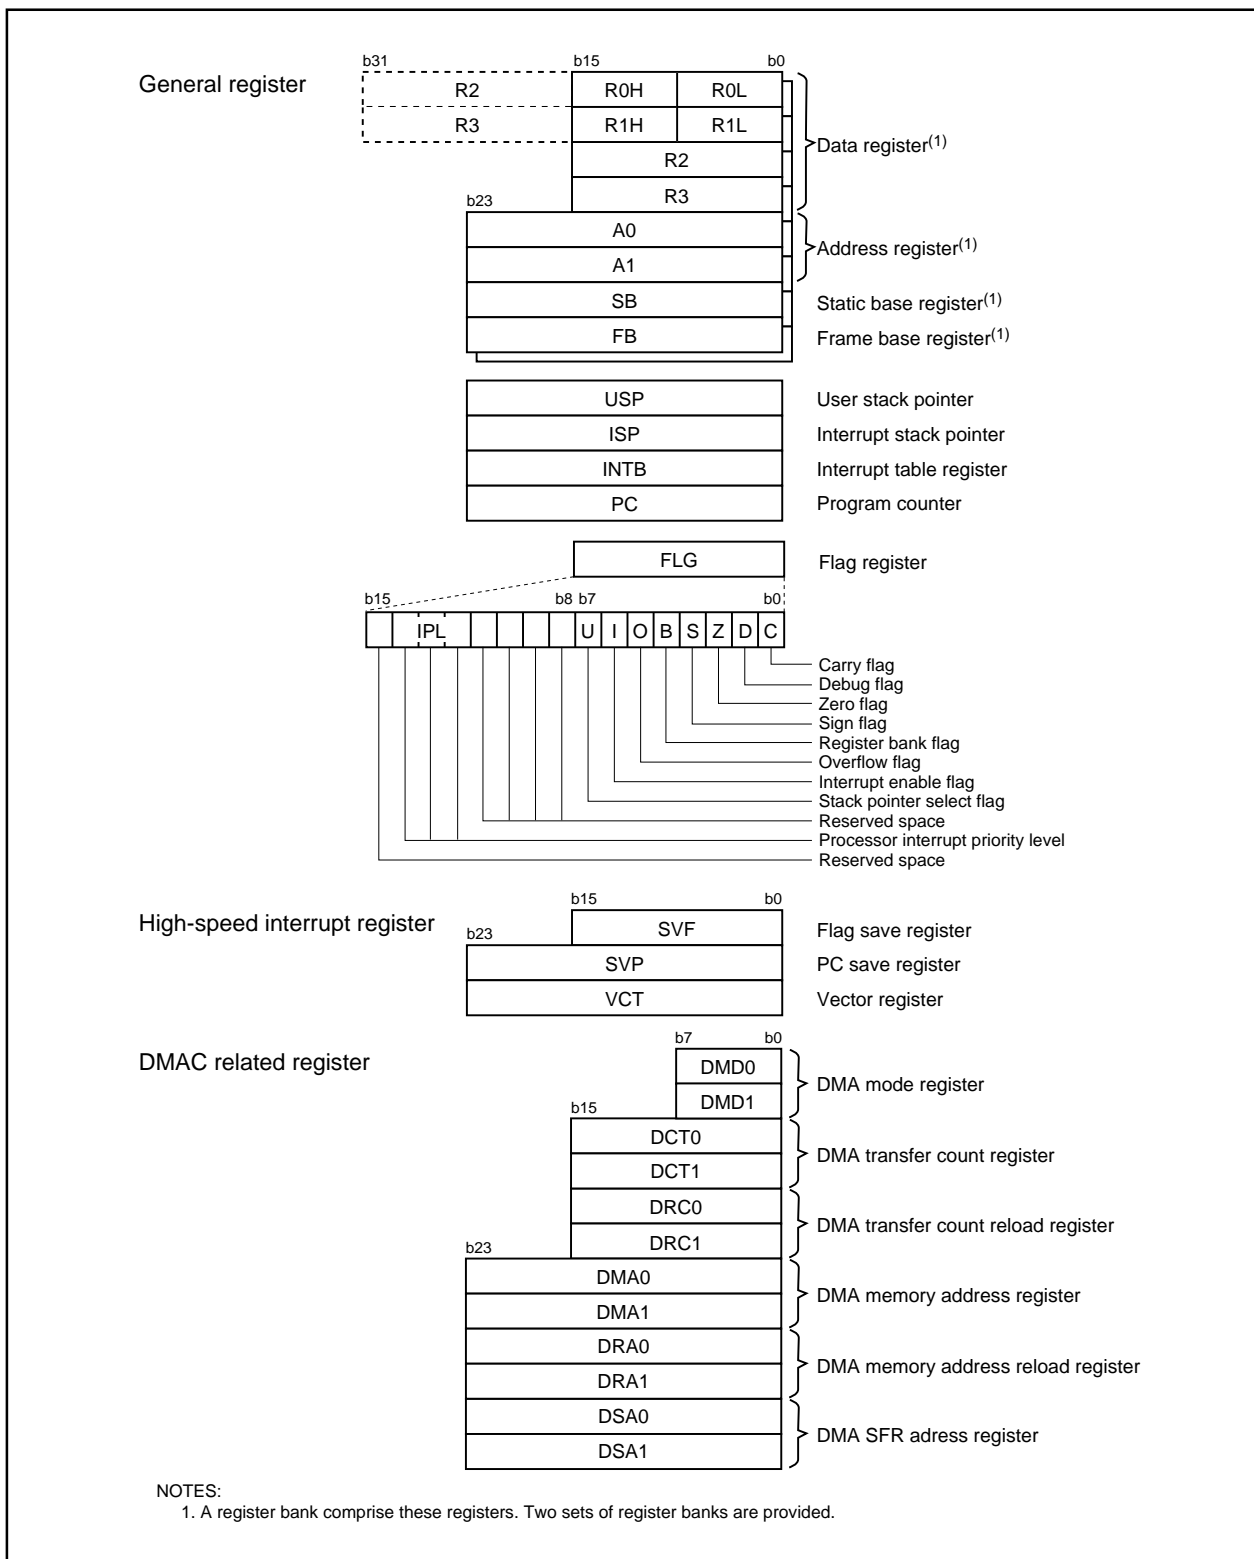 b31 b15 b0
General register
R2 R0H R0L
R3 R1H R1L
Data register(1)
R2
R3
b23
A0
A1
Address register(1)
SB Static base register(1)
FB Frame base register(1)
USP User stack pointer
ISP Interrupt stack pointer
INTB Interrupt table register
PC Program counter
FLG Flag register
b15 b8 b7 b0
IPL U I O B S Z D C
Carry flag
Debug flag
Zero flag
Sign flag
Register bank flag
Overflow flag
Interrupt enable flag
Stack pointer select flag
Reserved space
Processor interrupt priority level
Reserved space
b15 b0
High-speed interrupt register
SVF Flag save register
b23
SVP PC save register
VCT Vector register
b7 b0
DMAC related register
DMD0
DMD1
DMA mode register
b15
DCT0
DCT1
DMA transfer count register
DRC0
DRC1
DMA transfer count reload register
b23
DMA0
DMA1
DMA memory address register
DRA0
DRA1
DMA memory address reload register
DSA0
DSA1
DMA SFR adress register
NOTES:
1. A register bank comprise these registers. Two sets of register banks are provided.